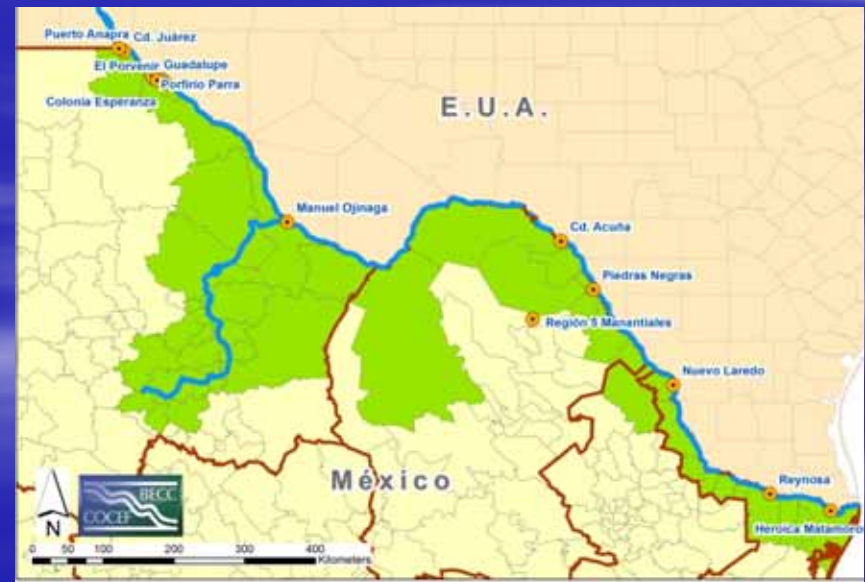 Puerto Anapra Cd. Juárez
El Porvenir Guadalupe
Porfirio Parra
Colonia Esperanza
E.U.A.
Manuel Ojinaga
Cd. Acuña
Piedras Negras
Región 5 Manantiales
Nuevo Laredo
México
Reynosa
Heroica Matamoros
BECC
COCEF
N
0 50 100 200 300 400
Kilometers